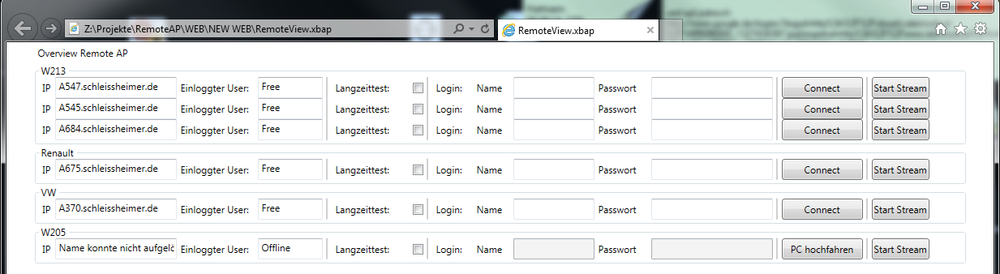 Z:\Projekte\RemoteAP\WEB\NEW WEB\RemoteView.xbap
RemoteView.xbap
Overview Remote AP
W213
IP A547.schleissheimer.de Einloggter User: Free Langzeittest: Login: Name Passwort Connect Start Stream
IP A545.schleissheimer.de Einloggter User: Free Langzeittest: Login: Name Passwort Connect Start Stream
IP A684.schleissheimer.de Einloggter User: Free Langzeittest: Login: Name Passwort Connect Start Stream
Renault
IP A675.schleissheimer.de Einloggter User: Free Langzeittest: Login: Name Passwort Connect Start Stream
VW
IP A370.schleissheimer.de Einloggter User: Free Langzeittest: Login: Name Passwort Connect Start Stream
W205
IP Name konnte nicht aufgelö Einloggter User: Offline Langzeittest: Login: Name Passwort PC hochfahren Start Stream